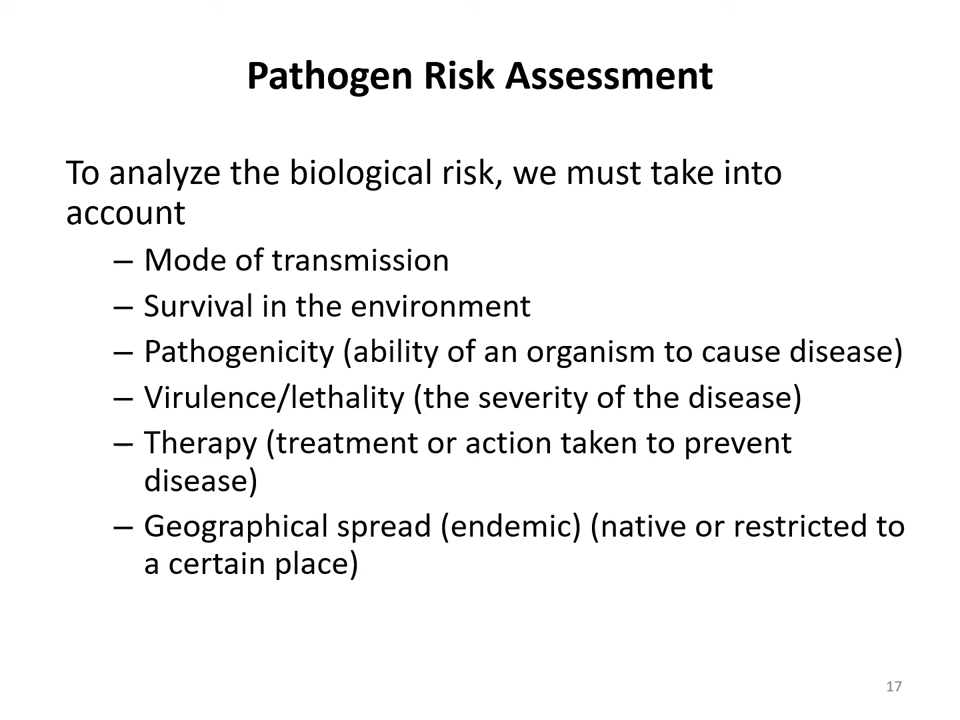 Pathogen Risk Assessment
To analyze the biological risk, we must take into
account
– Mode of transmission
– Survival in the environment
– Pathogenicity (ability of an organism to cause disease)
– Virulence/lethality (the severity of the disease)
– Therapy (treatment or action taken to prevent
disease)
– Geographical spread (endemic) (native or restricted to
a certain place)
17